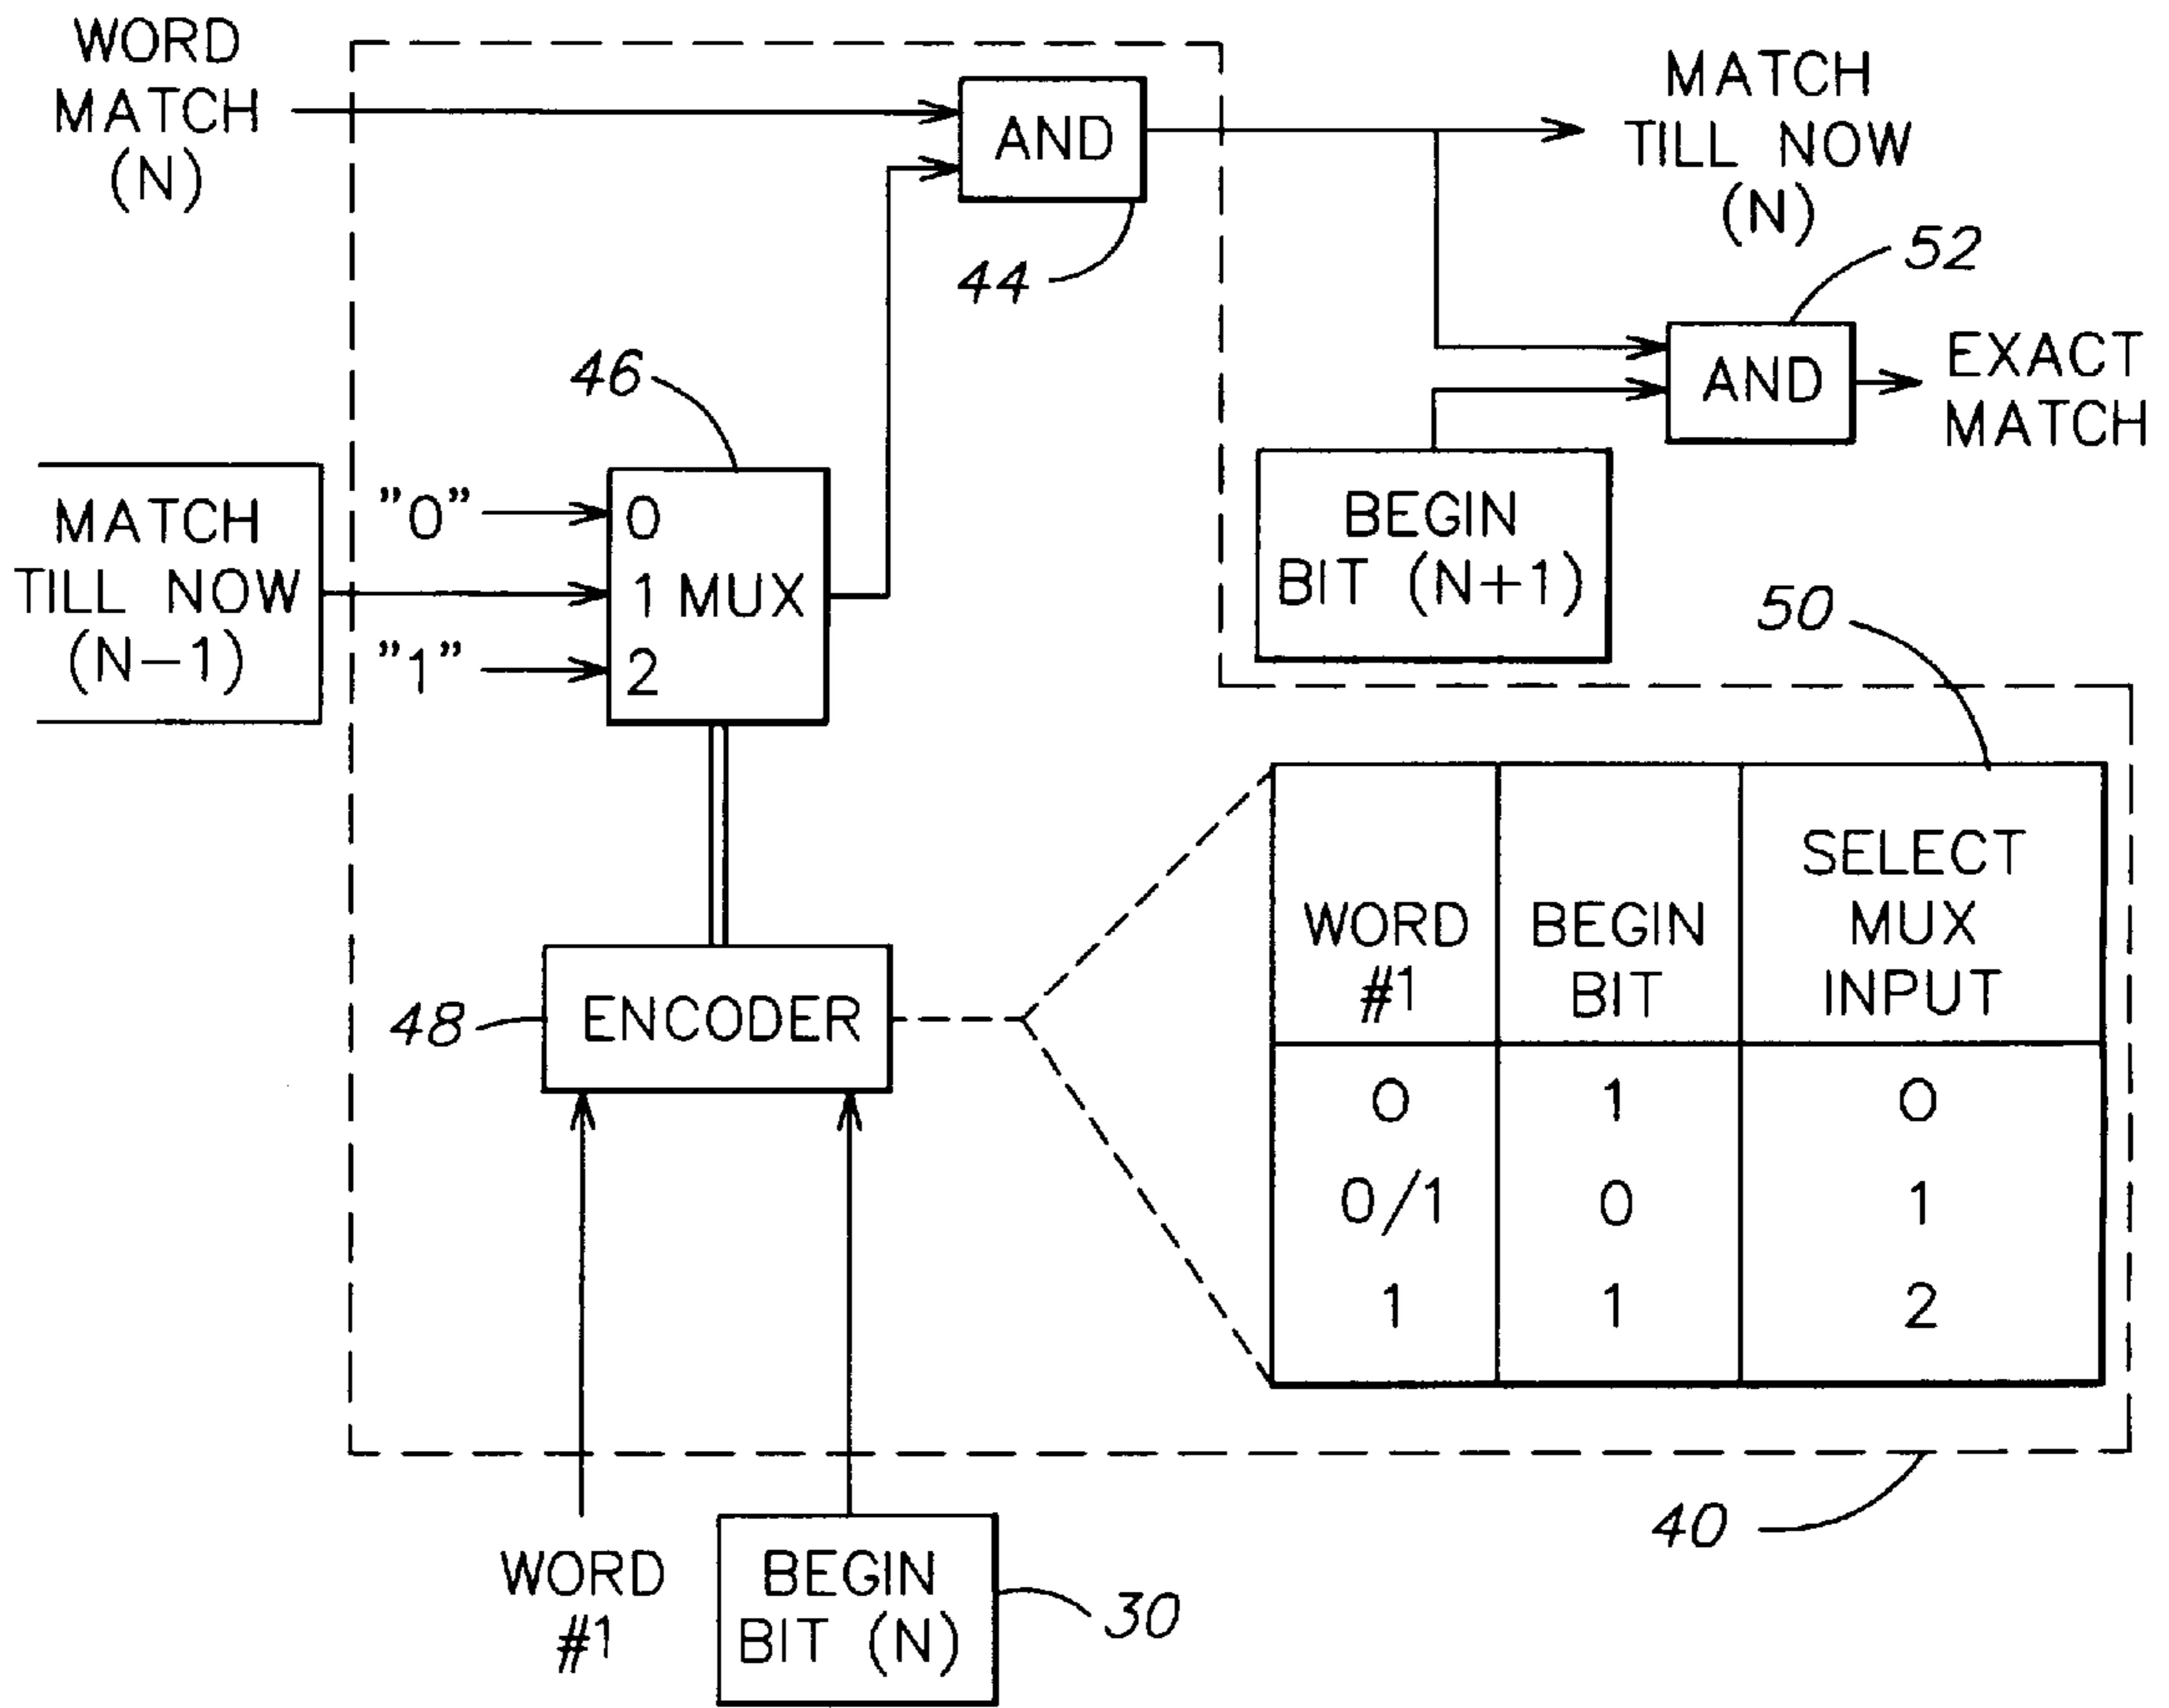 WORD
MATCH
(N)
AND
44
MATCH
TILL NOW
(N)
52
AND
EXACT
MATCH
BEGIN
BIT (N+1)
46
MATCH
TILL NOW
(N-1)
"0"
"1"
0
1 MUX
2
50
48
ENCODER
WORD
#1
BEGIN
BIT
SELECT
MUX
INPUT
0 1 0
0/1 0 1
1 1 2
40
WORD
#1
BEGIN
BIT (N)
30